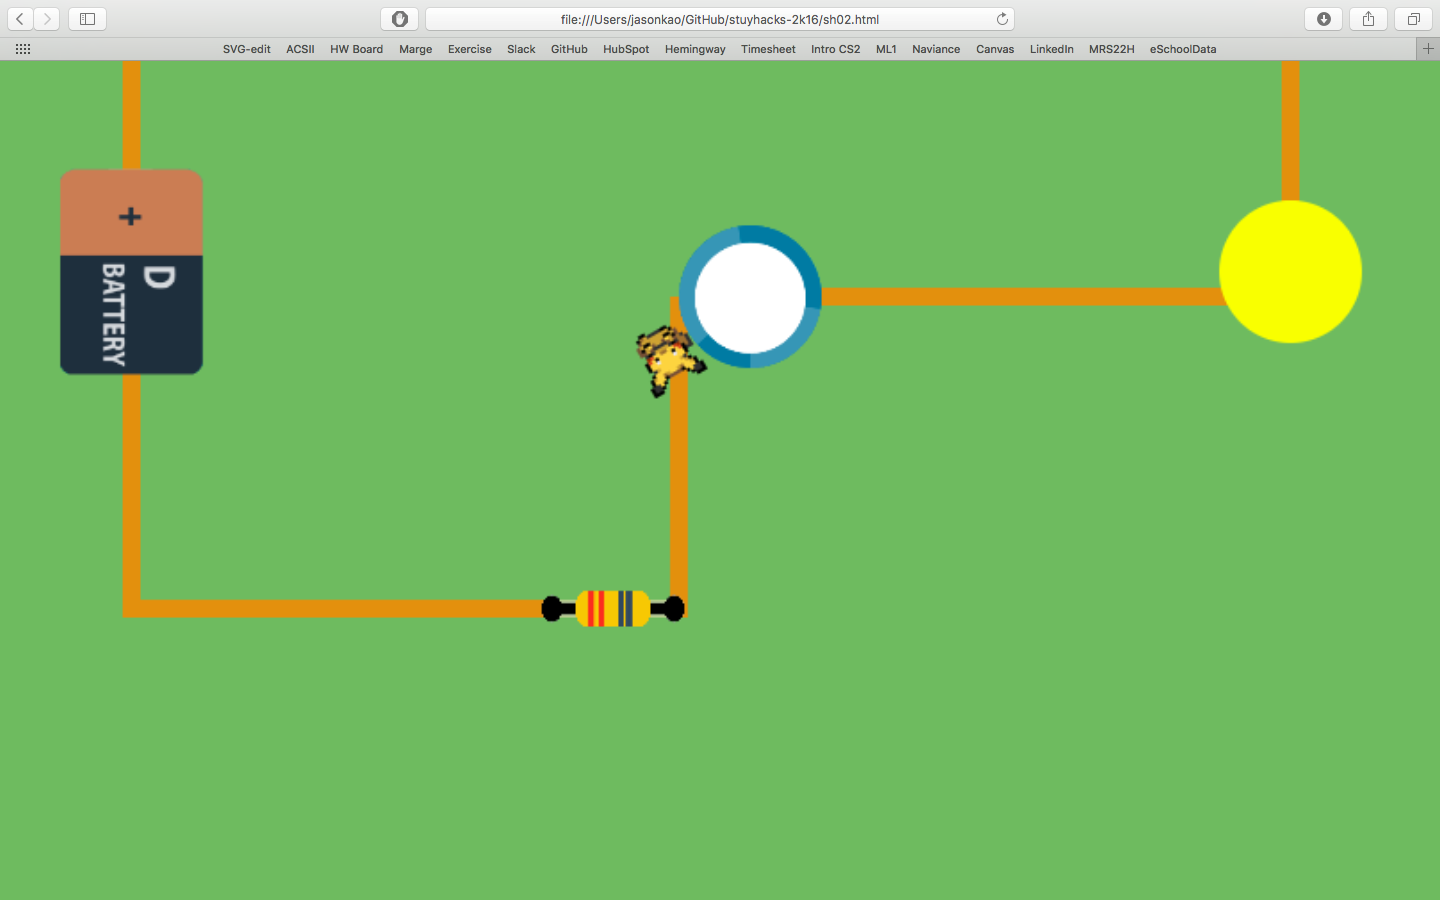 file:///Users/jasonkao/GitHub/stuyhacks-2k16/sh02.html
SVG-edit ACSII HW Board Marge Exercise Slack GitHub HubSpot Hemingway Timesheet Intro CS2 ML1 Naviance Canvas LinkedIn MRS22H eSchoolData
+
D
BATTERY